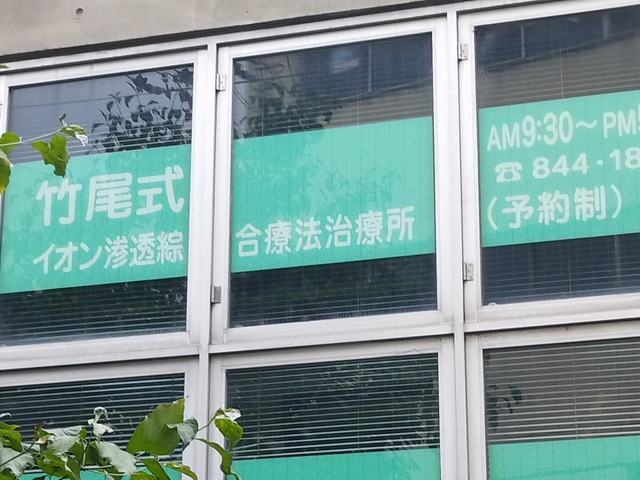 竹尾式
イオン滲透綜合療法治療所
AM9:30～PM
☎844・18
(予約制)